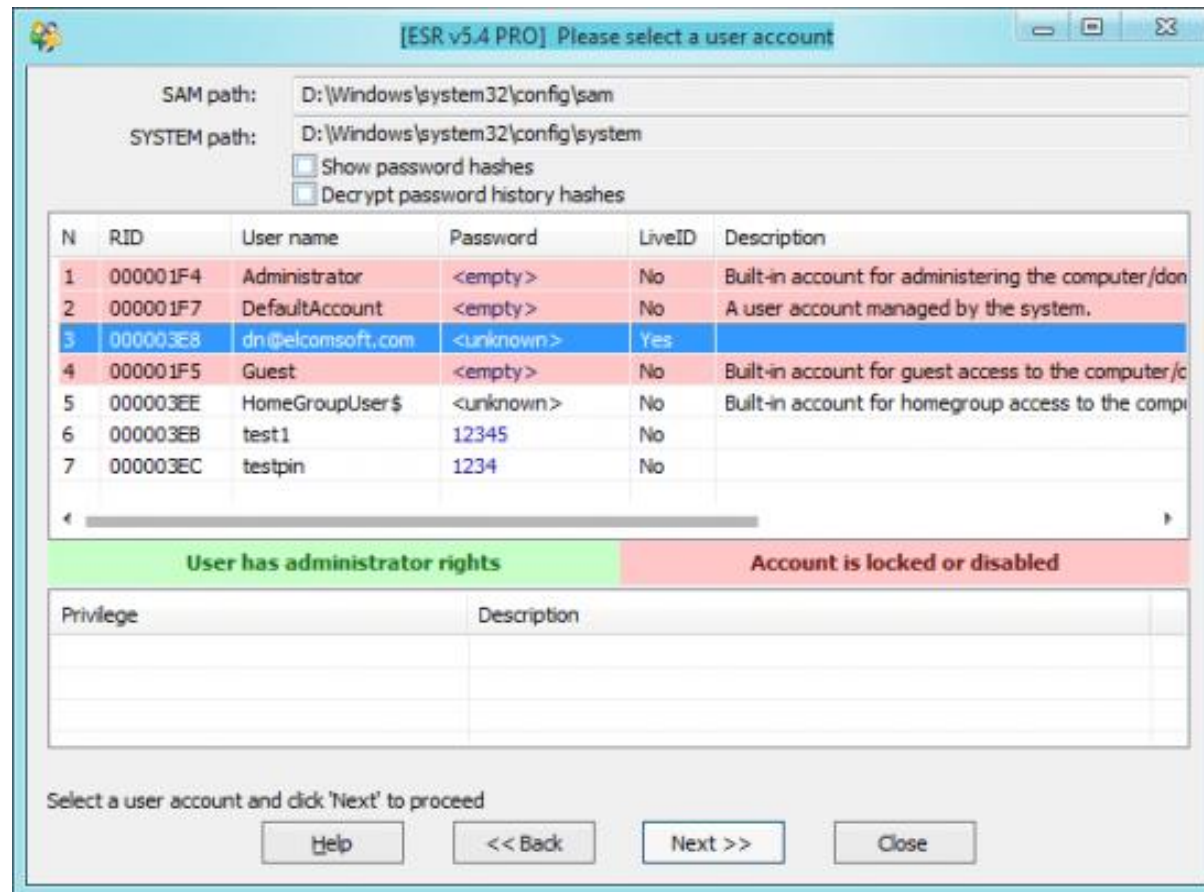 [ESR v5.4 PRO] Please select a user account
SAM path: D:\Windows\system32\config\sam
SYSTEM path: D:\Windows\system32\config\system
Show password hashes
Decrypt password history hashes
N RID User name Password LiveID Description
1 000001F4 Administrator <empty> No Built-in account for administering the computer/don
2 000001F7 DefaultAccount <empty> No A user account managed by the system.
3 000003E8 dn@elcomsoft.com <unknown> Yes
4 000001F5 Guest <empty> No Built-in account for guest access to the computer/c
5 000003EE HomeGroupUser$ <unknown> No Built-in account for homegroup access to the compu
6 000003EB test1 12345 No
7 000003EC testpin 1234 No
User has administrator rights Account is locked or disabled
Privilege Description
Select a user account and click 'Next' to proceed
Help << Back Next >> Close